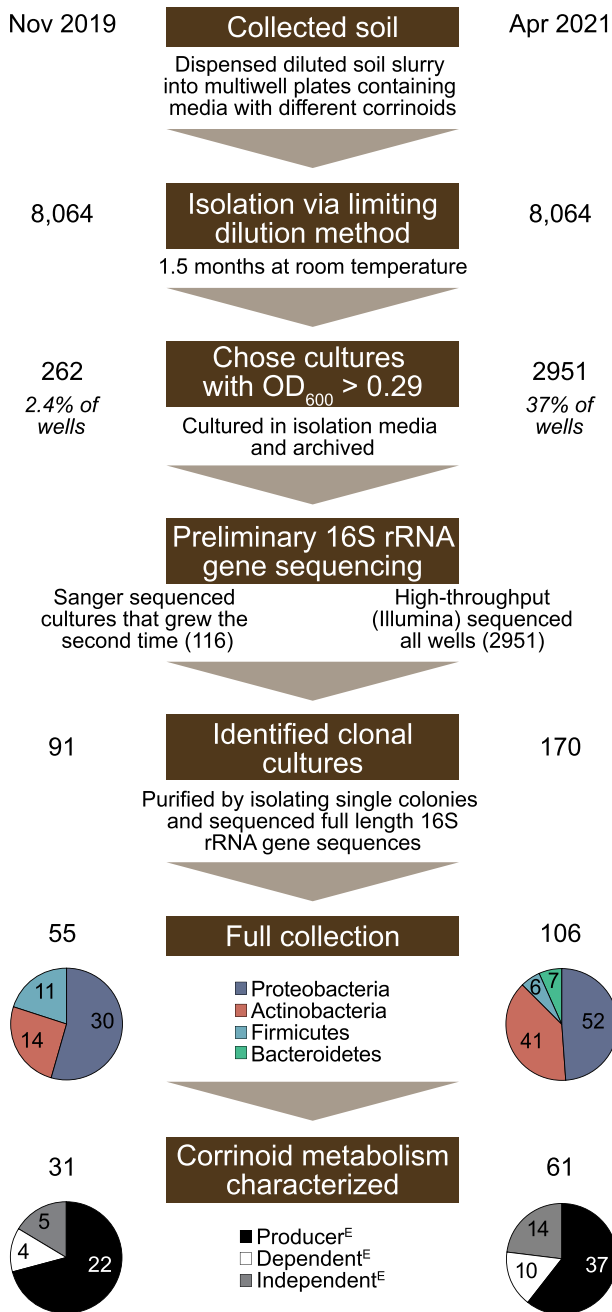 Nov 2019
Collected soil
Apr 2021
Dispensed diluted soil slurry
into multiwell plates containing
media with different corrinoids
8,064
Isolation via limiting
dilution method
8,064
1.5 months at room temperature
262
2.4% of
wells
Chose cultures
with OD600 > 0.29
2951
37% of
wells
Cultured in isolation media
and archived
Preliminary 16S rRNA
gene sequencing
Sanger sequenced
cultures that grew the
second time (116)
High-throughput
(Illumina) sequenced
all wells (2951)
91
Identified clonal
cultures
170
Purified by isolating single colonies
and sequenced full length 16S
rRNA gene sequences
55
Full collection
106
11
30
14
Proteobacteria
Actinobacteria
Firmicutes
Bacteroidetes
6
7
52
41
31
Corrinoid metabolism
characterized
61
5
4
22
ProducerE
DependentE
IndependentE
14
10
37